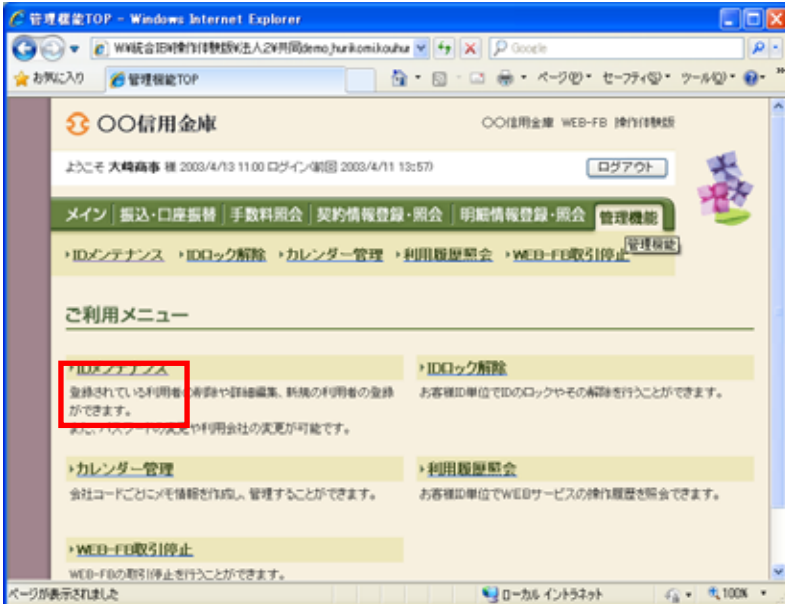 管理機能TOP - Windows Internet Explorer
Google
お気に入り 管理機能TOP ページ(P) セーフティ(S) ツール(O)
〇〇信用金庫 〇〇信用金庫 WEB-FB 操作体験版
ようこそ 大崎商事 様 2003/4/13 11:00 ログイン(前回 2003/4/11 13:57) ログアウト
メイン 振込・口座振替 手数料照会 契約情報登録・照会 明細情報登録・照会 管理機能
管理機能
IDメンテナンス IDロック解除 カレンダー管理 利用履歴照会 WEB-FB取引停止
ご利用メニュー
IDメンテナンス
登録されている利用者の削除や詳細編集、新規の利用者の登録
ができます。
また、パスワードの変更や利用会社の変更が可能です。
IDロック解除
お客様ID単位でIDのロックやその解除を行うことができます。
カレンダー管理
会社コードごとにメモ情報を作成し、管理することができます。
利用履歴照会
お客様ID単位でWEBサービスの操作履歴を照会できます。
WEB-FB取引停止
WEB-FBの取引停止を行うことができます。
ページが表示されました ローカル イントラネット 100%